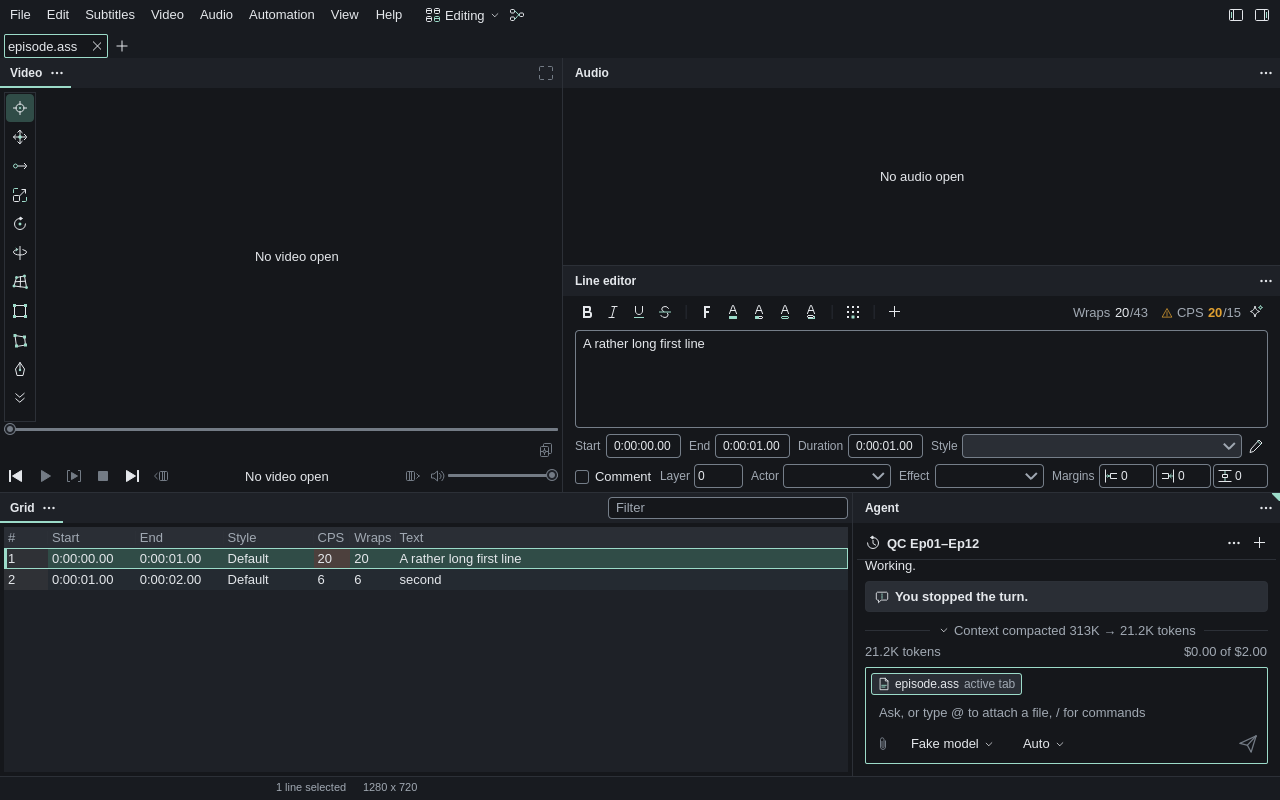 File Edit Subtitles Video Audio Automation View Help Editing
episode.ass
Video
Audio
No video open
No audio open
Line editor
Wraps 20/43 CPS 20/15
A rather long first line
Start 0:00:00.00 End 0:00:01.00 Duration 0:00:01.00 Style
Comment Layer 0 Actor Effect Margins 0 0 0
No video open
Grid
Filter
# Start End Style CPS Wraps Text
1 0:00:00.00 0:00:01.00 Default 20 20 A rather long first line
2 0:00:01.00 0:00:02.00 Default 6 6 second
Agent
QC Ep01–Ep12
Working.
You stopped the turn.
Context compacted 313K → 21.2K tokens
21.2K tokens $0.00 of $2.00
episode.ass active tab
Ask, or type @ to attach a file, / for commands
Fake model Auto
1 line selected 1280 x 720